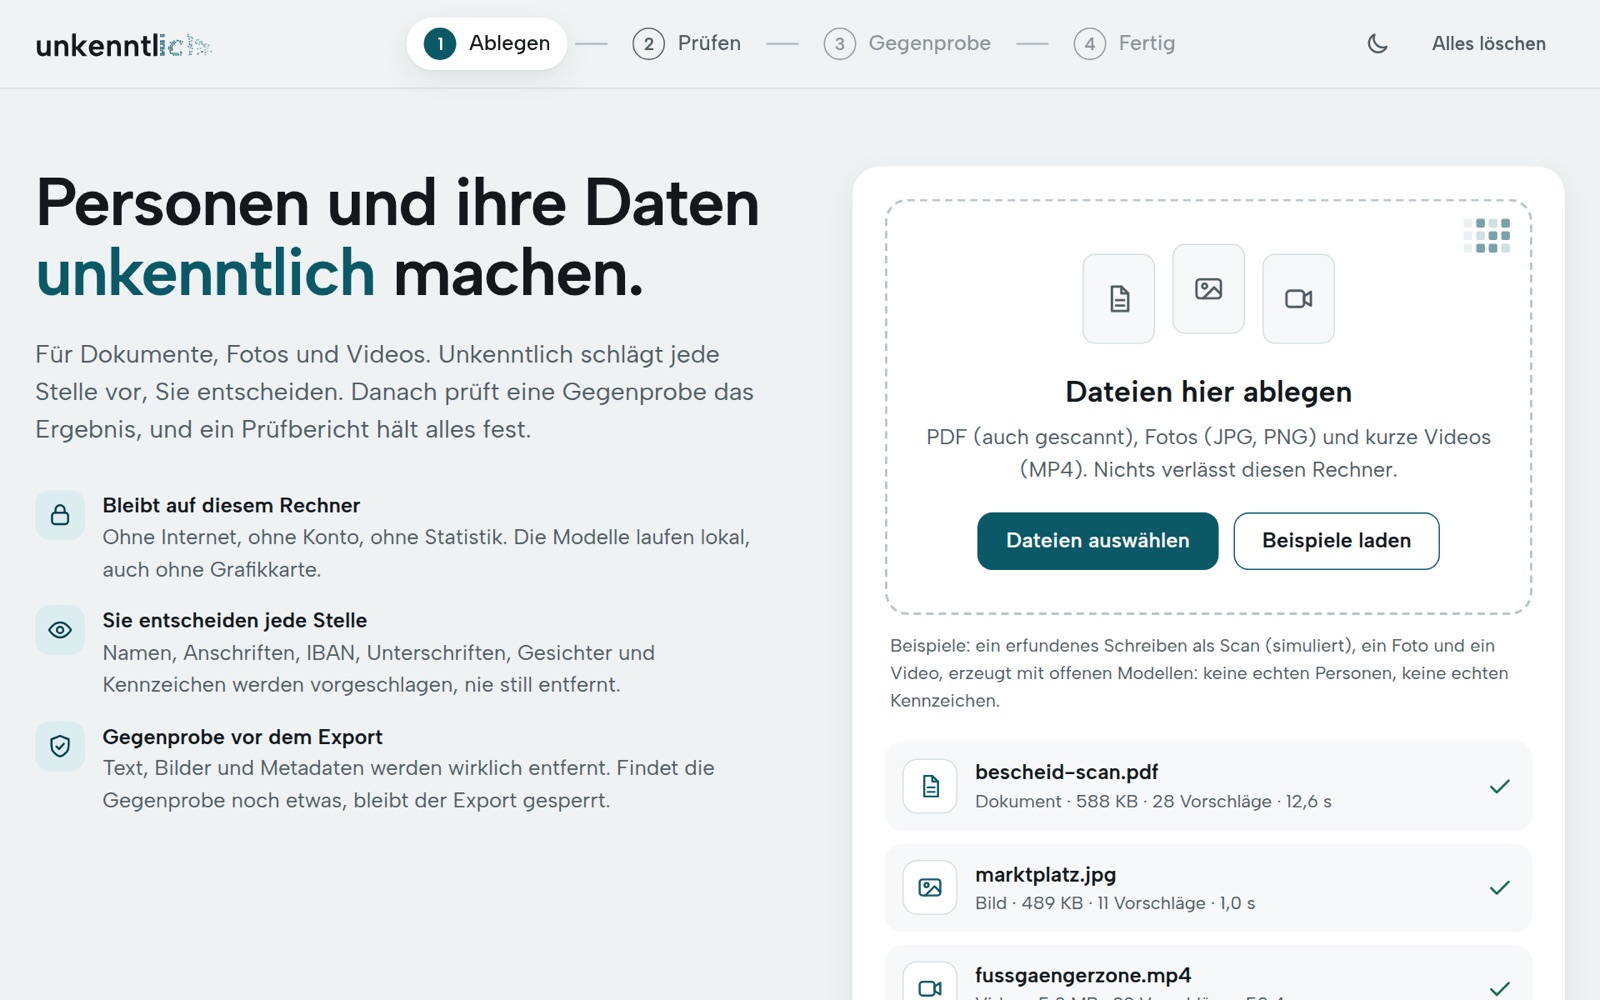 unkenntlich
1 Ablegen
2 Prüfen
3 Gegenprobe
4 Fertig
Alles löschen
Personen und ihre Daten
unkenntlich machen.
Für Dokumente, Fotos und Videos. Unkenntlich schlägt jede
Stelle vor, Sie entscheiden. Danach prüft eine Gegenprobe das
Ergebnis, und ein Prüfbericht hält alles fest.
Bleibt auf diesem Rechner
Ohne Internet, ohne Konto, ohne Statistik. Die Modelle laufen lokal,
auch ohne Grafikkarte.
Sie entscheiden jede Stelle
Namen, Anschriften, IBAN, Unterschriften, Gesichter und
Kennzeichen werden vorgeschlagen, nie still entfernt.
Gegenprobe vor dem Export
Text, Bilder und Metadaten werden wirklich entfernt. Findet die
Gegenprobe noch etwas, bleibt der Export gesperrt.
Dateien hier ablegen
PDF (auch gescannt), Fotos (JPG, PNG) und kurze Videos
(MP4). Nichts verlässt diesen Rechner.
Dateien auswählen
Beispiele laden
Beispiele: ein erfundenes Schreiben als Scan (simuliert), ein Foto und ein
Video, erzeugt mit offenen Modellen: keine echten Personen, keine echten
Kennzeichen.
bescheid-scan.pdf
Dokument · 588 KB · 28 Vorschläge · 12,6 s
marktplatz.jpg
Bild · 489 KB · 11 Vorschläge · 1,0 s
fussgaengerzone.mp4